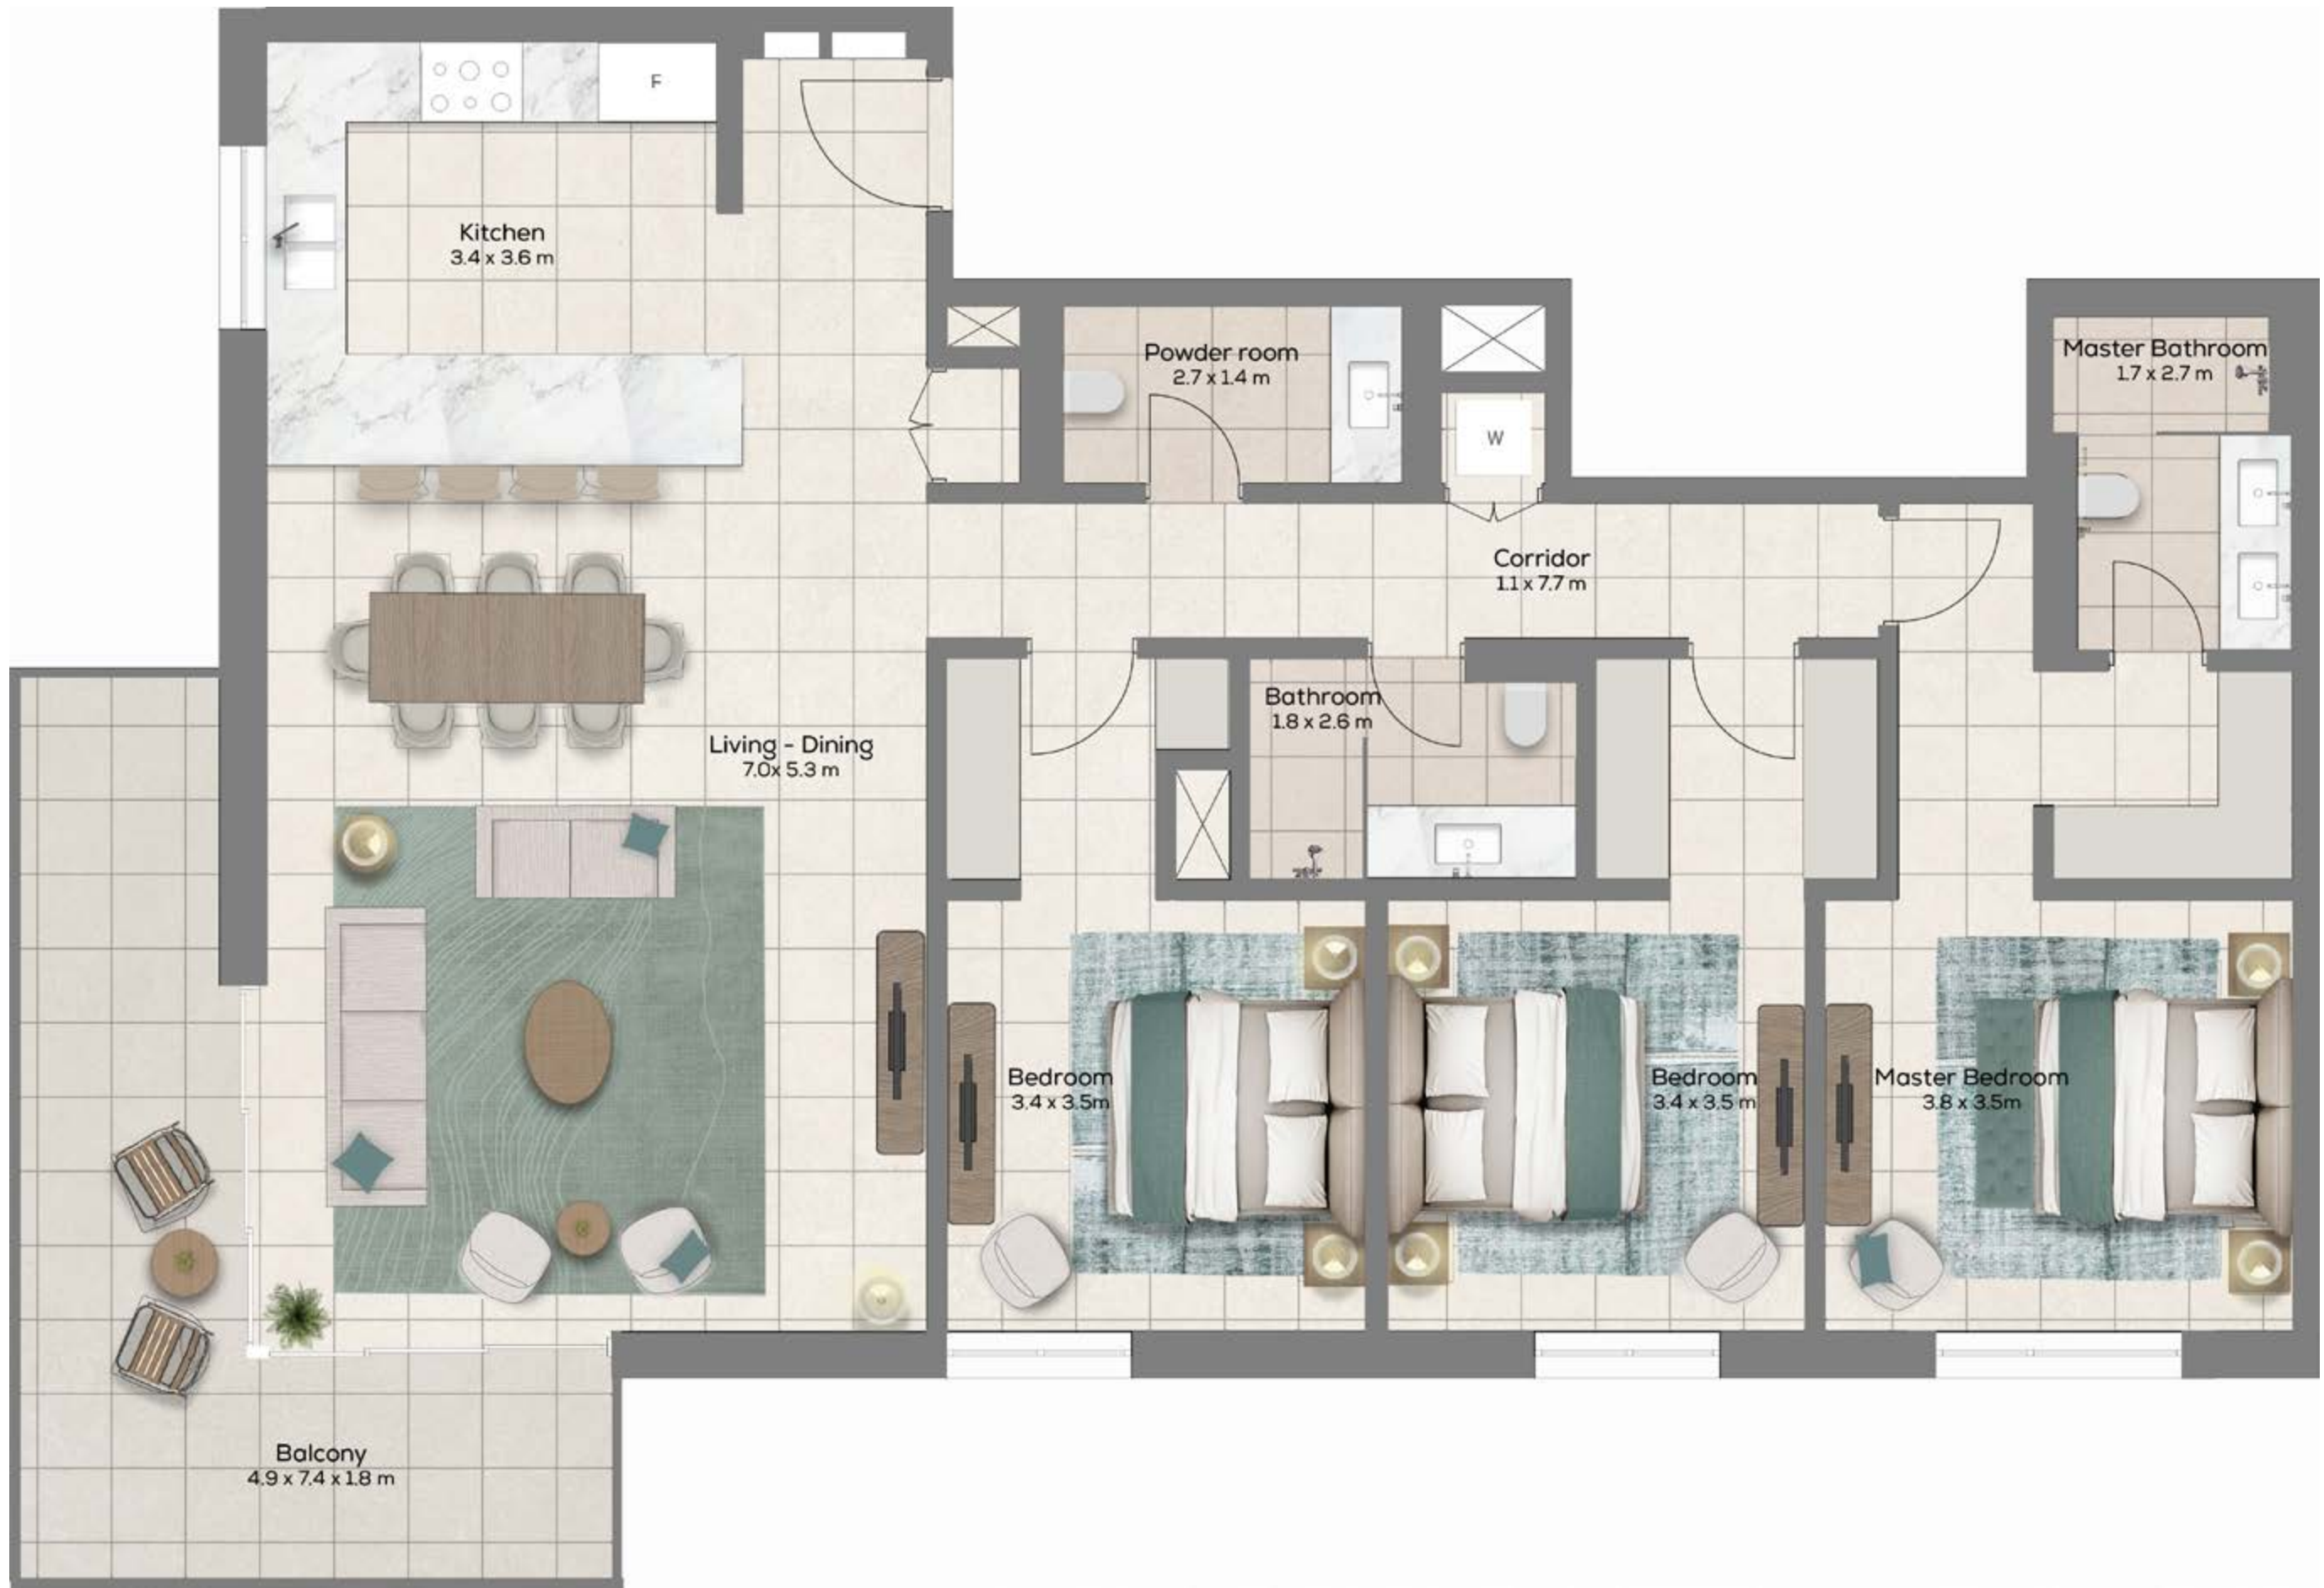 F
Kitchen
3.4 x 3.6 m
Powder room
2.7 x 1.4 m
W
Master Bathroom
1.7 x 2.7 m
Corridor
1.1 x 7.7 m
Bathroom
1.8 x 2.6 m
Living - Dining
7.0x 5.3 m
Bedroom
3.4 x 3.5m
Bedroom
3.4 x 3.5 m
Master Bedroom
3.8 x 3.5m
Balcony
4.9 x 7.4 x 1.8 m